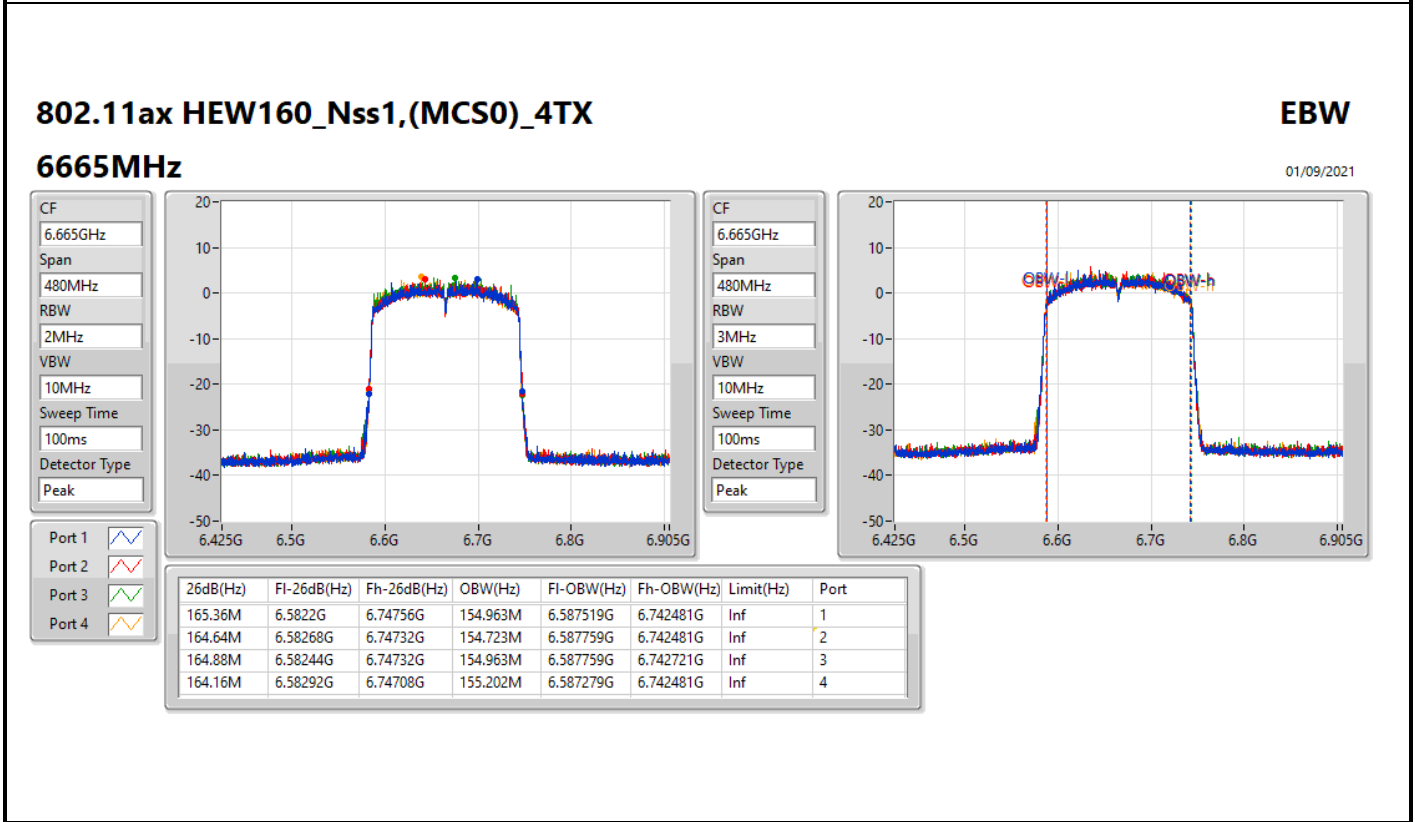 802.11ax HEW160_Nss1,(MCS0)_4TX
EBW
6665MHz
01/09/2021
CF
6.665GHz
Span
480MHz
RBW
2MHz
VBW
10MHz
Sweep Time
100ms
Detector Type
Peak
20
10
0
-10
-20
-30
-40
-50
6.425G 6.5G 6.6G 6.7G 6.8G 6.905G
CF
6.665GHz
Span
480MHz
RBW
3MHz
VBW
10MHz
Sweep Time
100ms
Detector Type
Peak
20
10
0
-10
-20
-30
-40
-50
OBW-l OBW-h
6.425G 6.5G 6.6G 6.7G 6.8G 6.905G
Port 1
Port 2
Port 3
Port 4
26dB(Hz) Fl-26dB(Hz) Fh-26dB(Hz) OBW(Hz) Fl-OBW(Hz) Fh-OBW(Hz) Limit(Hz) Port
165.36M 6.5822G 6.74756G 154.963M 6.587519G 6.742481G Inf 1
164.64M 6.58268G 6.74732G 154.723M 6.587759G 6.742481G Inf 2
164.88M 6.58244G 6.74732G 154.963M 6.587759G 6.742721G Inf 3
164.16M 6.58292G 6.74708G 155.202M 6.587279G 6.742481G Inf 4